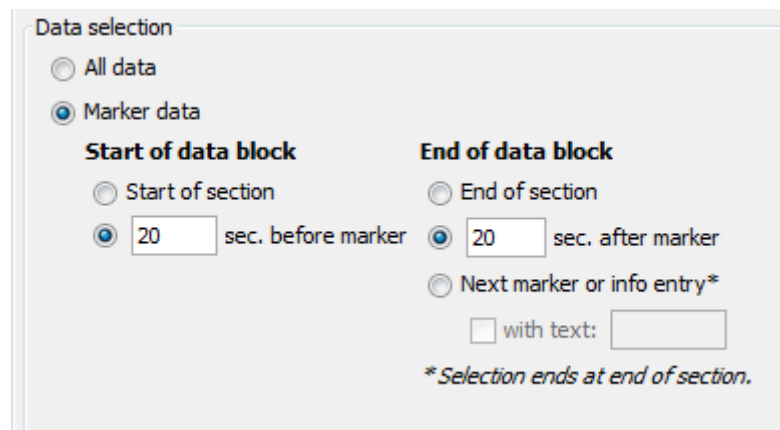 Data selection
All data
Marker data
Start of data block
End of data block
Start of section
End of section
20 sec. before marker
20 sec. after marker
Next marker or info entry*
with text:
*Selection ends at end of section.